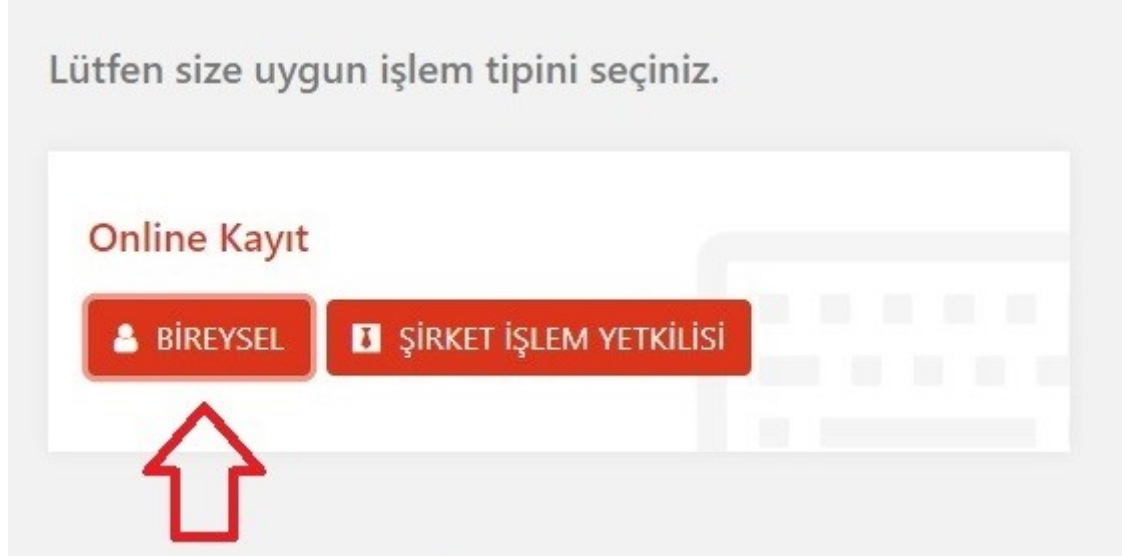 Lütfen size uygun işlem tipini seçiniz.
Online Kayıt
BİREYSEL ŞİRKET İŞLEM YETKİLİSİ